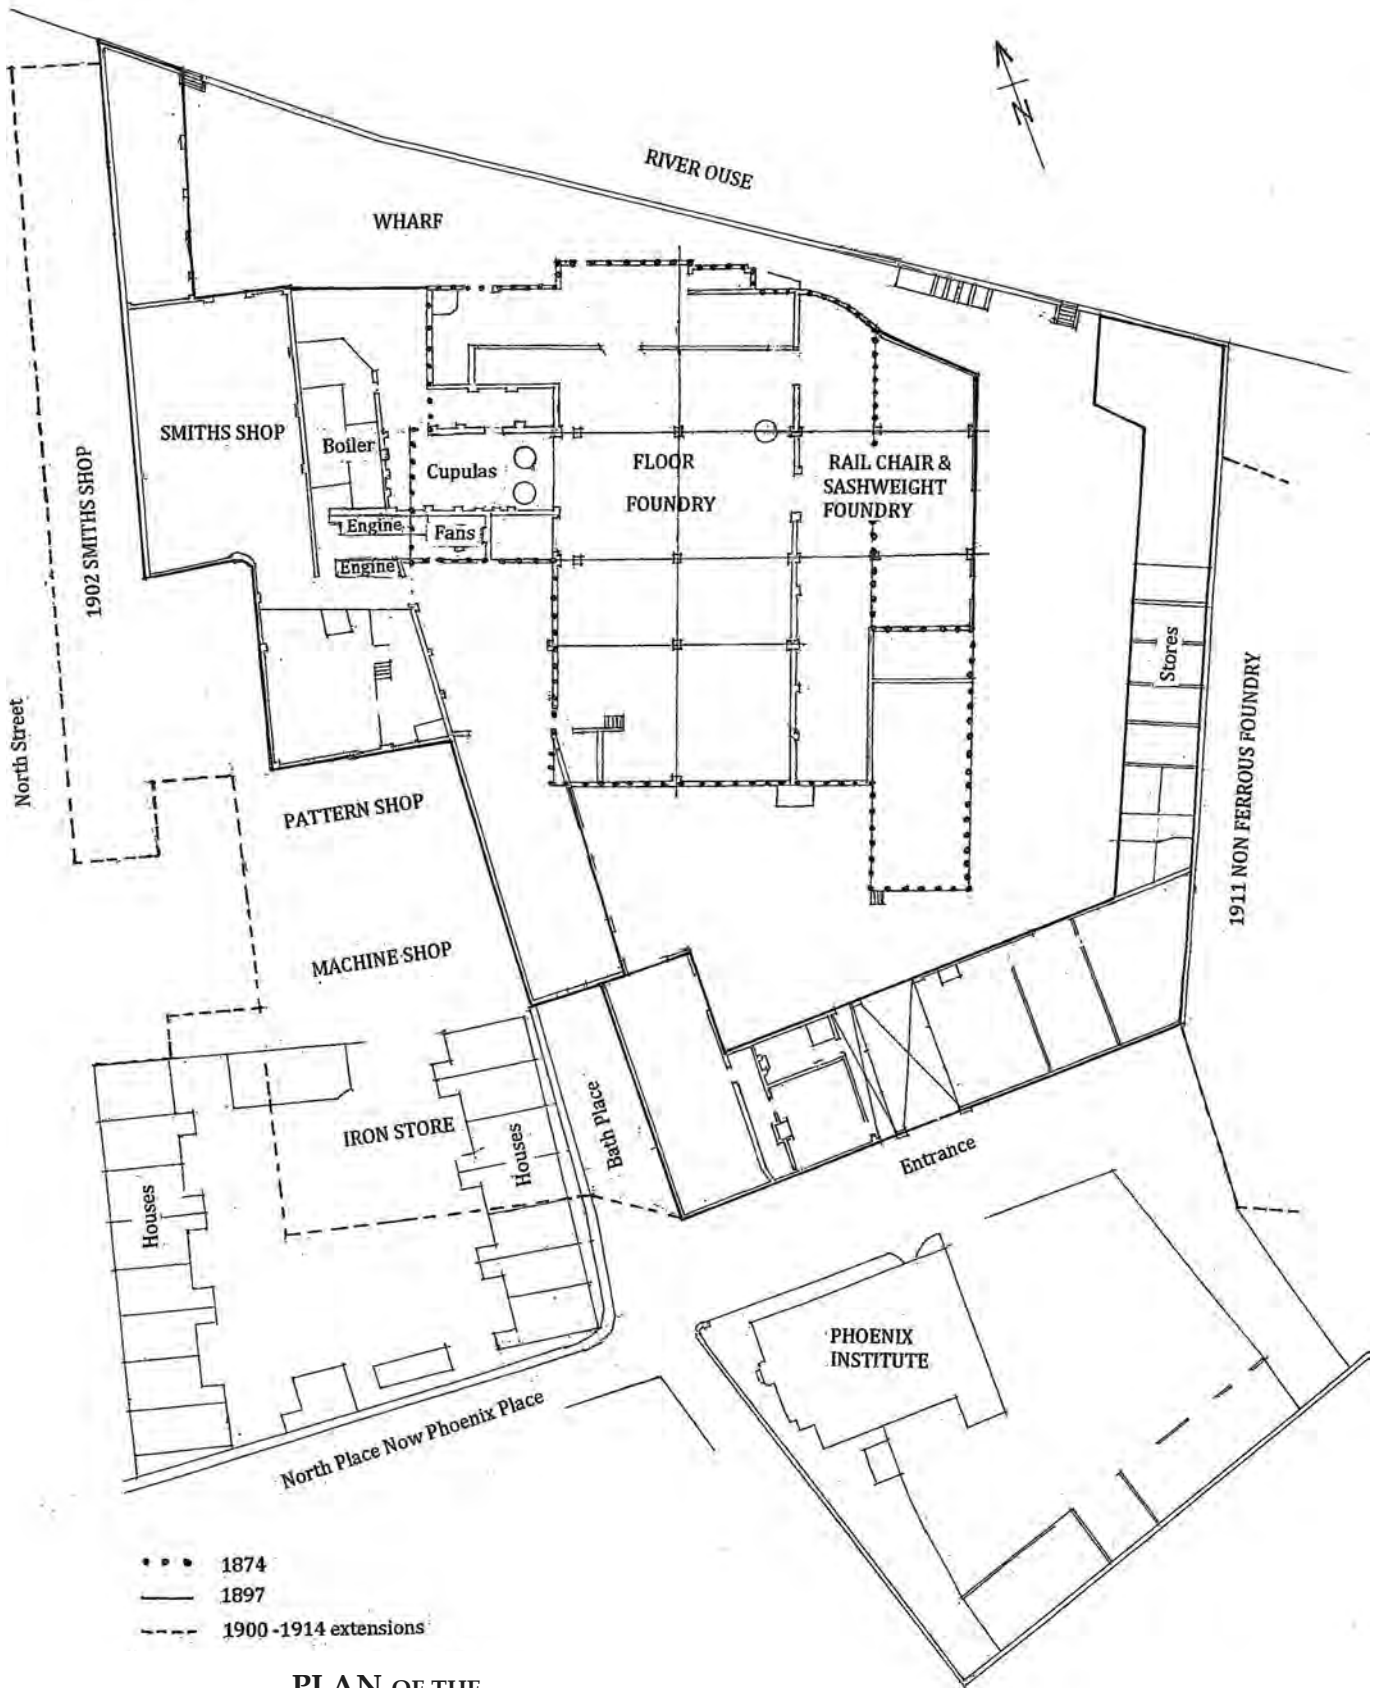 N
RIVER OUSE
WHARF
SMITHS SHOP
Boiler
Cupulas
FLOOR
FOUNDRY
RAIL CHAIR &
SASHWEIGHT
FOUNDRY
Engine
Fans
Engine
1902 SMITHS SHOP
North Street
Stores
1911 NON FERROUS FOUNDRY
PATTERN SHOP
MACHINE SHOP
IRON STORE
Houses
Houses
Bath Place
Entrance
PHOENIX
INSTITUTE
North Place Now Phoenix Place
1874
1897
1900 -1914 extensions
PLAN OF THE